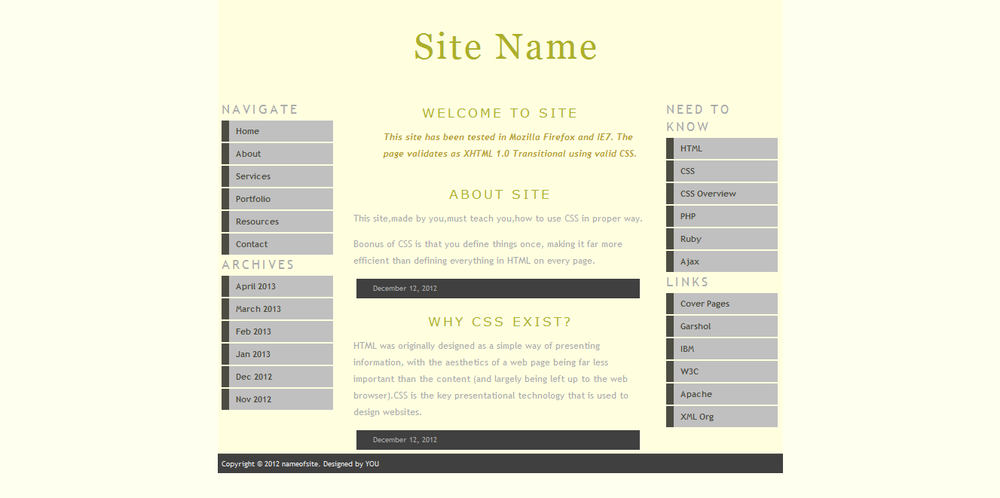 Site Name
NAVIGATE
Home
About
Services
Portfolio
Resources
Contact
ARCHIVES
April 2013
March 2013
Feb 2013
Jan 2013
Dec 2012
Nov 2012
WELCOME TO SITE
This site has been tested in Mozilla Firefox and IE7. The
page validates as XHTML 1.0 Transitional using valid CSS.
ABOUT SITE
This site,made by you,must teach you,how to use CSS in proper way.
Boonus of CSS is that you define things once, making it far more
efficient than defining everything in HTML on every page.
December 12, 2012
WHY CSS EXIST?
HTML was originally designed as a simple way of presenting
information, with the aesthetics of a web page being far less
important than the content (and largely being left up to the web
browser).CSS is the key presentational technology that is used to
design websites.
December 12, 2012
NEED TO
KNOW
HTML
CSS
CSS Overview
PHP
Ruby
Ajax
LINKS
Cover Pages
Garshol
IBM
W3C
Apache
XML Org
Copyright © 2012 nameofsite. Designed by YOU